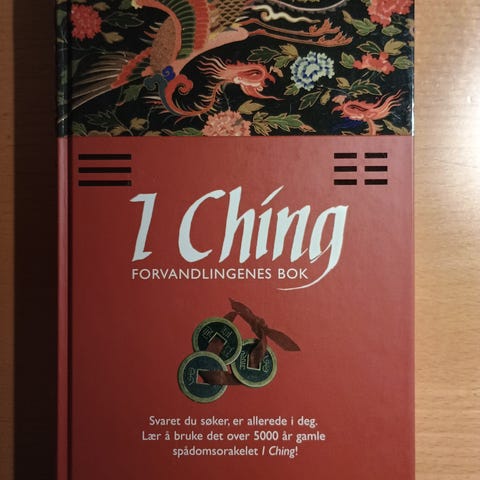 I Ching
FORVANDLINGENES BOK
Svaret du søker, er allerede i deg.
Lær å bruke det over 5000 år gamle
spådomsorakelet I Ching!